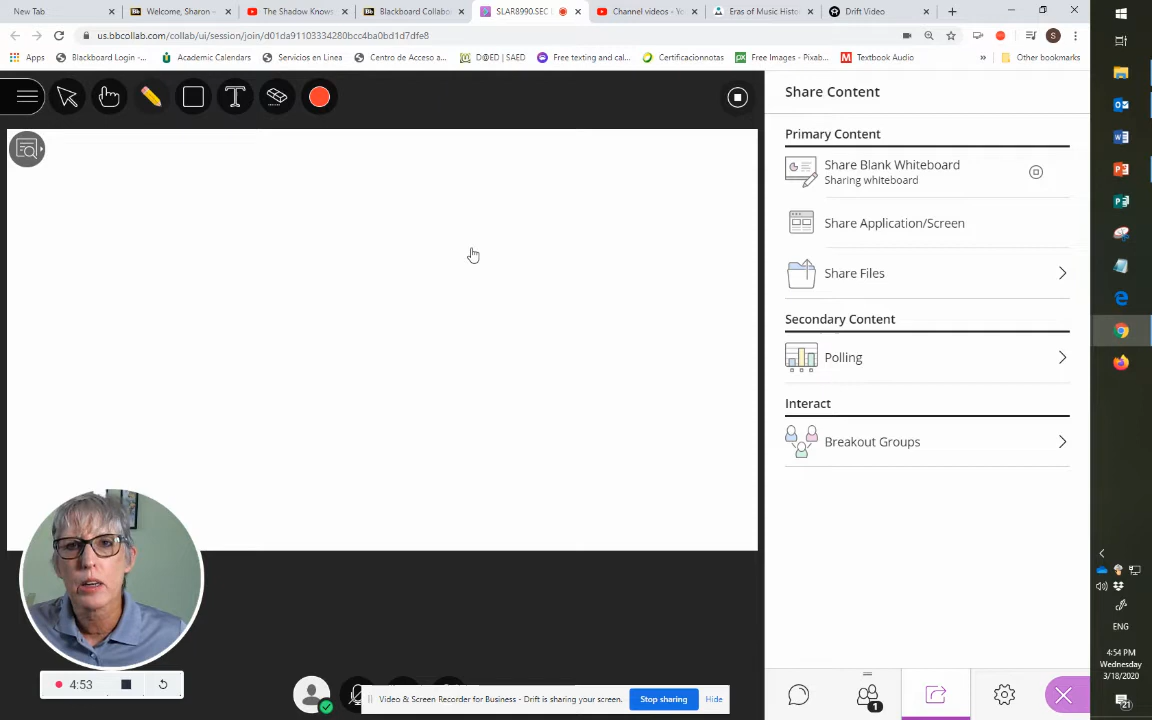 New Tab
Welcome, Sharon –
The Shadow Knows
Blackboard Collabo
SLAR8990.SEC
Channel videos - Yo
Eras of Music Histo
Drift Video
us.bbcollab.com/collab/ui/session/join/d01da91103334280bcc4ba0bd1d7dfe8
Apps
Blackboard Login -...
Academic Calendars
Servicios en Linea
Centro de Acceso a...
D@ED | SAED
Free texting and cal...
Certificacionnotas
Free Images - Pixab...
Textbook Audio
»
Other bookmarks
Share Content
Primary Content
Share Blank Whiteboard
Sharing whiteboard
Share Application/Screen
Share Files
Secondary Content
Polling
Interact
Breakout Groups
4:53
Video & Screen Recorder for Business - Drift is sharing your screen.
Stop sharing
Hide
1
ENG
4:54 PM
Wednesday
3/18/2020
21